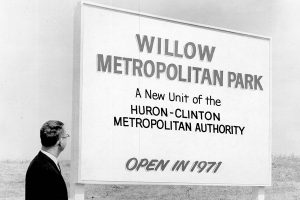 WILLOW
METROPOLITAN PARK
A New Unit of the
HURON-CLINTON
METROPOLITAN AUTHORITY
OPEN IN 1971